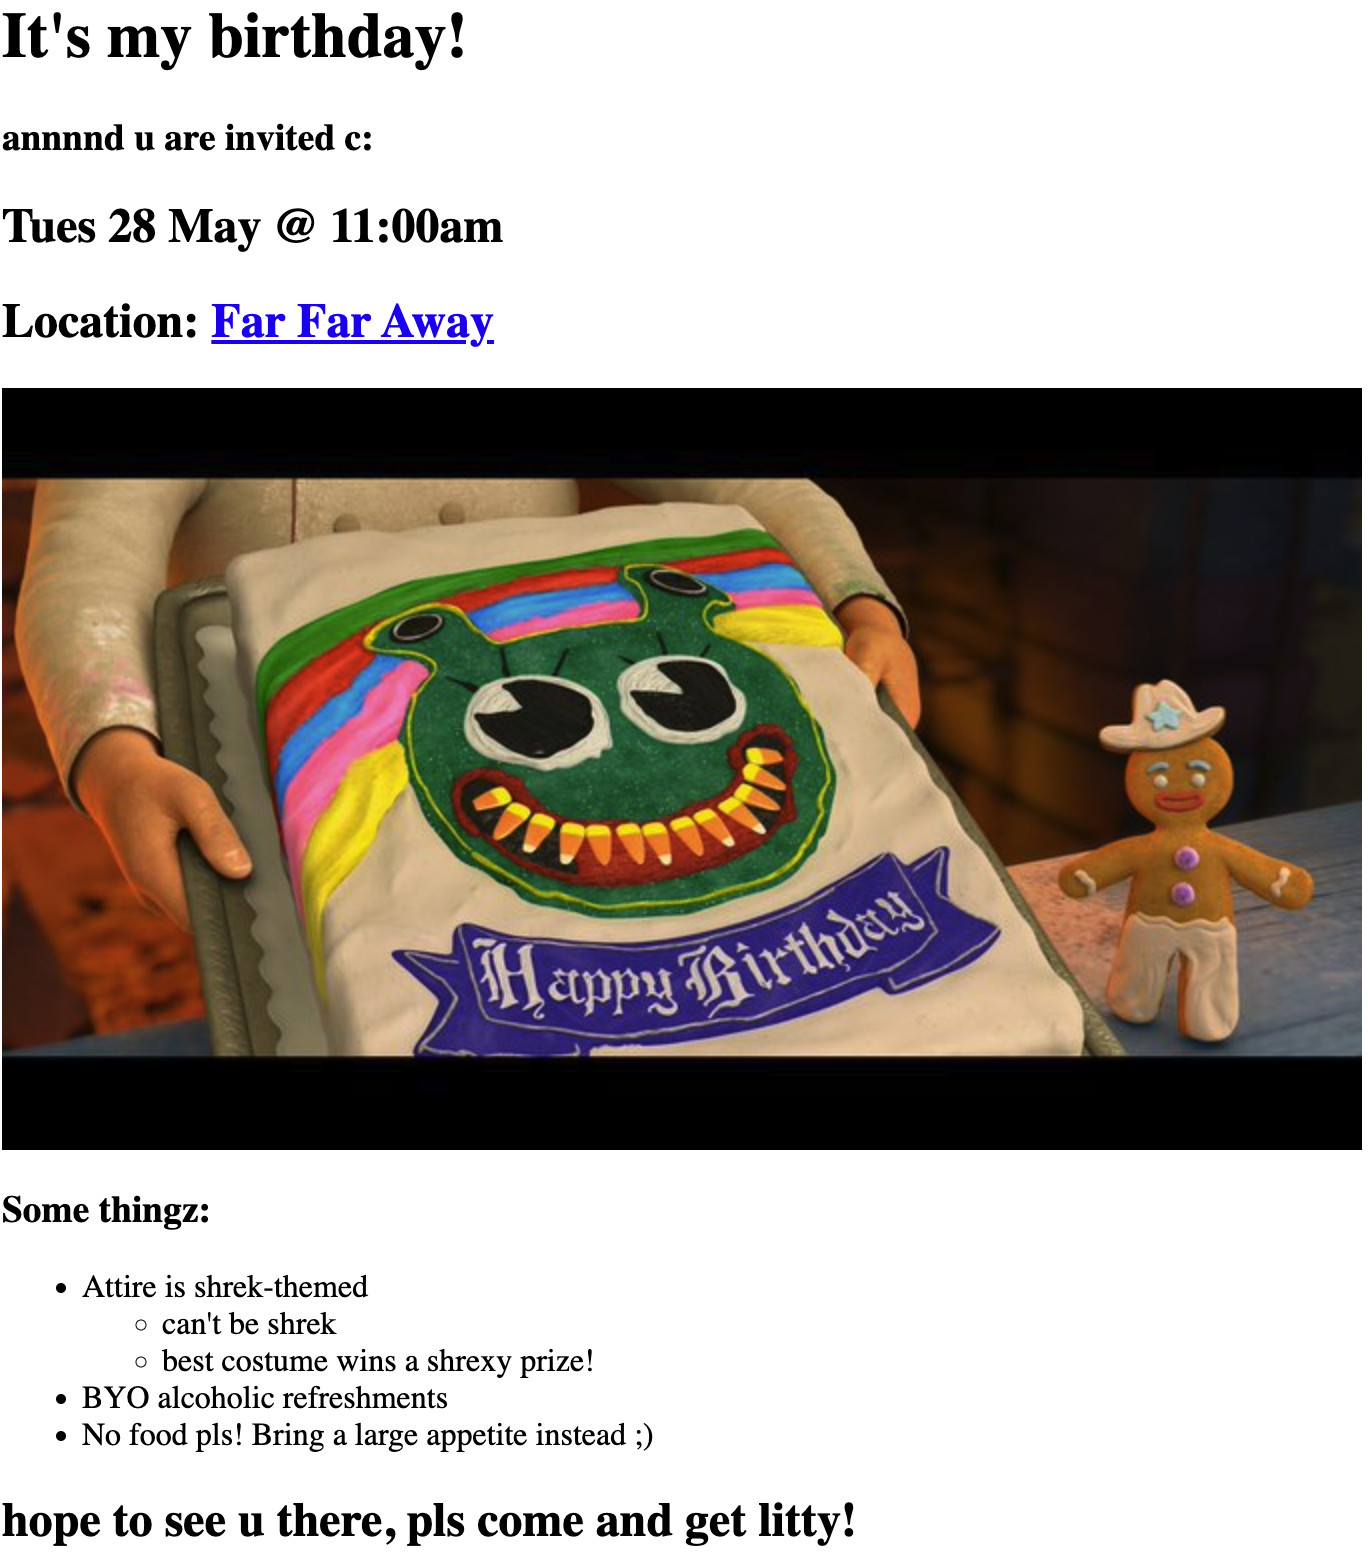 It's my birthday!
annnnd u are invited c:
Tues 28 May @ 11:00am
Location: Far Far Away
Happy Birthday
Some thingz:
Attire is shrek-themed
can't be shrek
best costume wins a shrexy prize!
BYO alcoholic refreshments
No food pls! Bring a large appetite instead ;)
hope to see u there, pls come and get litty!